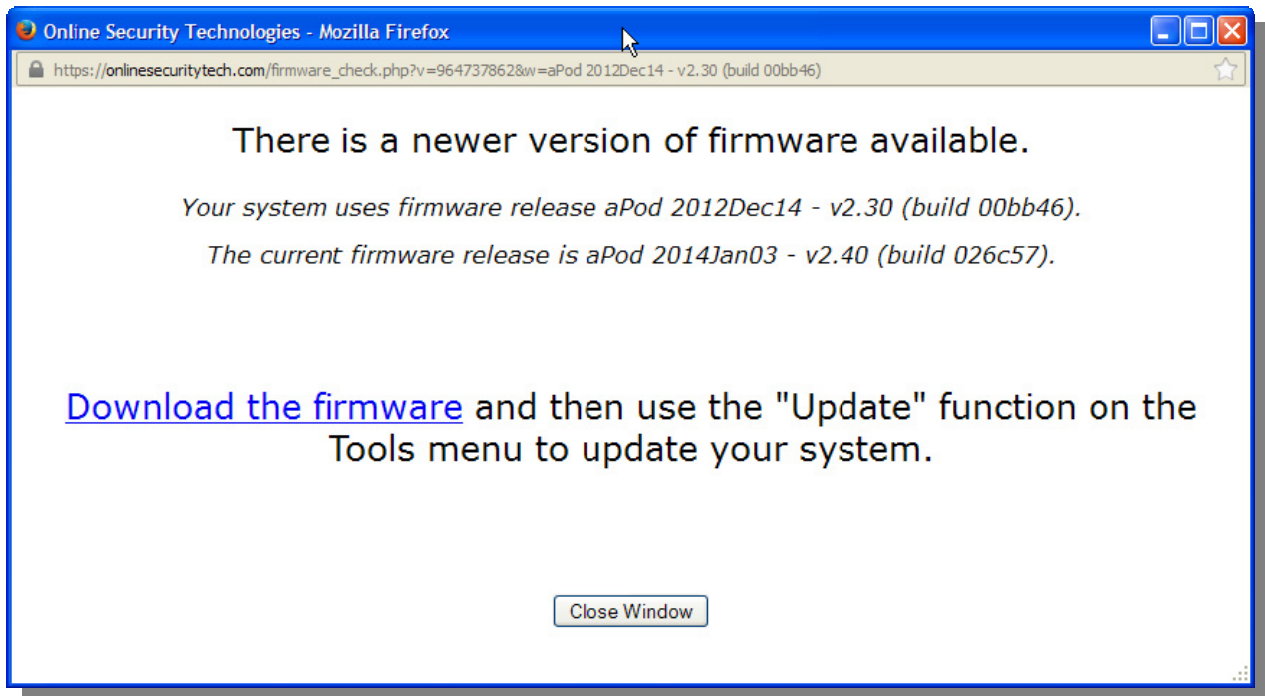 Online Security Technologies - Mozilla Firefox
https://onlinesecuritytech.com/firmware_check.php?v=964737862&w=aPod 2012Dec14 - v2.30 (build 00bb46)
There is a newer version of firmware available.
Your system uses firmware release aPod 2012Dec14 - v2.30 (build 00bb46).
The current firmware release is aPod 2014Jan03 - v2.40 (build 026c57).
Download the firmware and then use the "Update" function on the
Tools menu to update your system.
Close Window